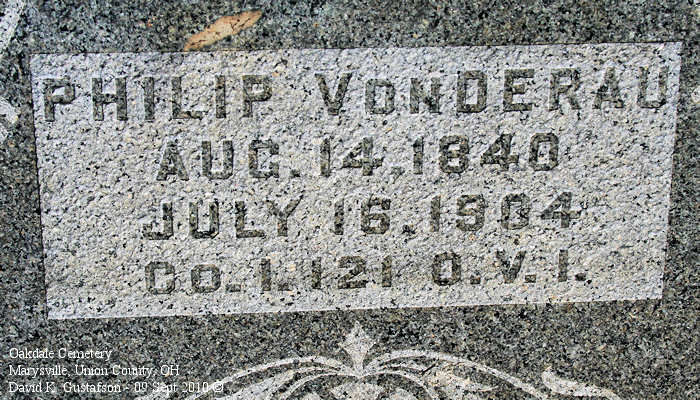 PHILIP VONDERAU
AUG. 14, 1840
JULY 16, 1904
CO. I. 121 O.V.I.
Oakdale Cemetery
Marysville, Union County, OH
David K. Gustafson - 09 Sept 2010 ©